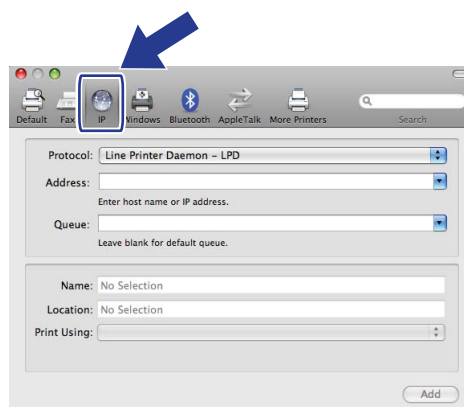 Default Fax IP Windows Bluetooth AppleTalk More Printers Search
Protocol: Line Printer Daemon – LPD
Address:
Enter host name or IP address.
Queue:
Leave blank for default queue.
Name: No Selection
Location: No Selection
Print Using:
Add